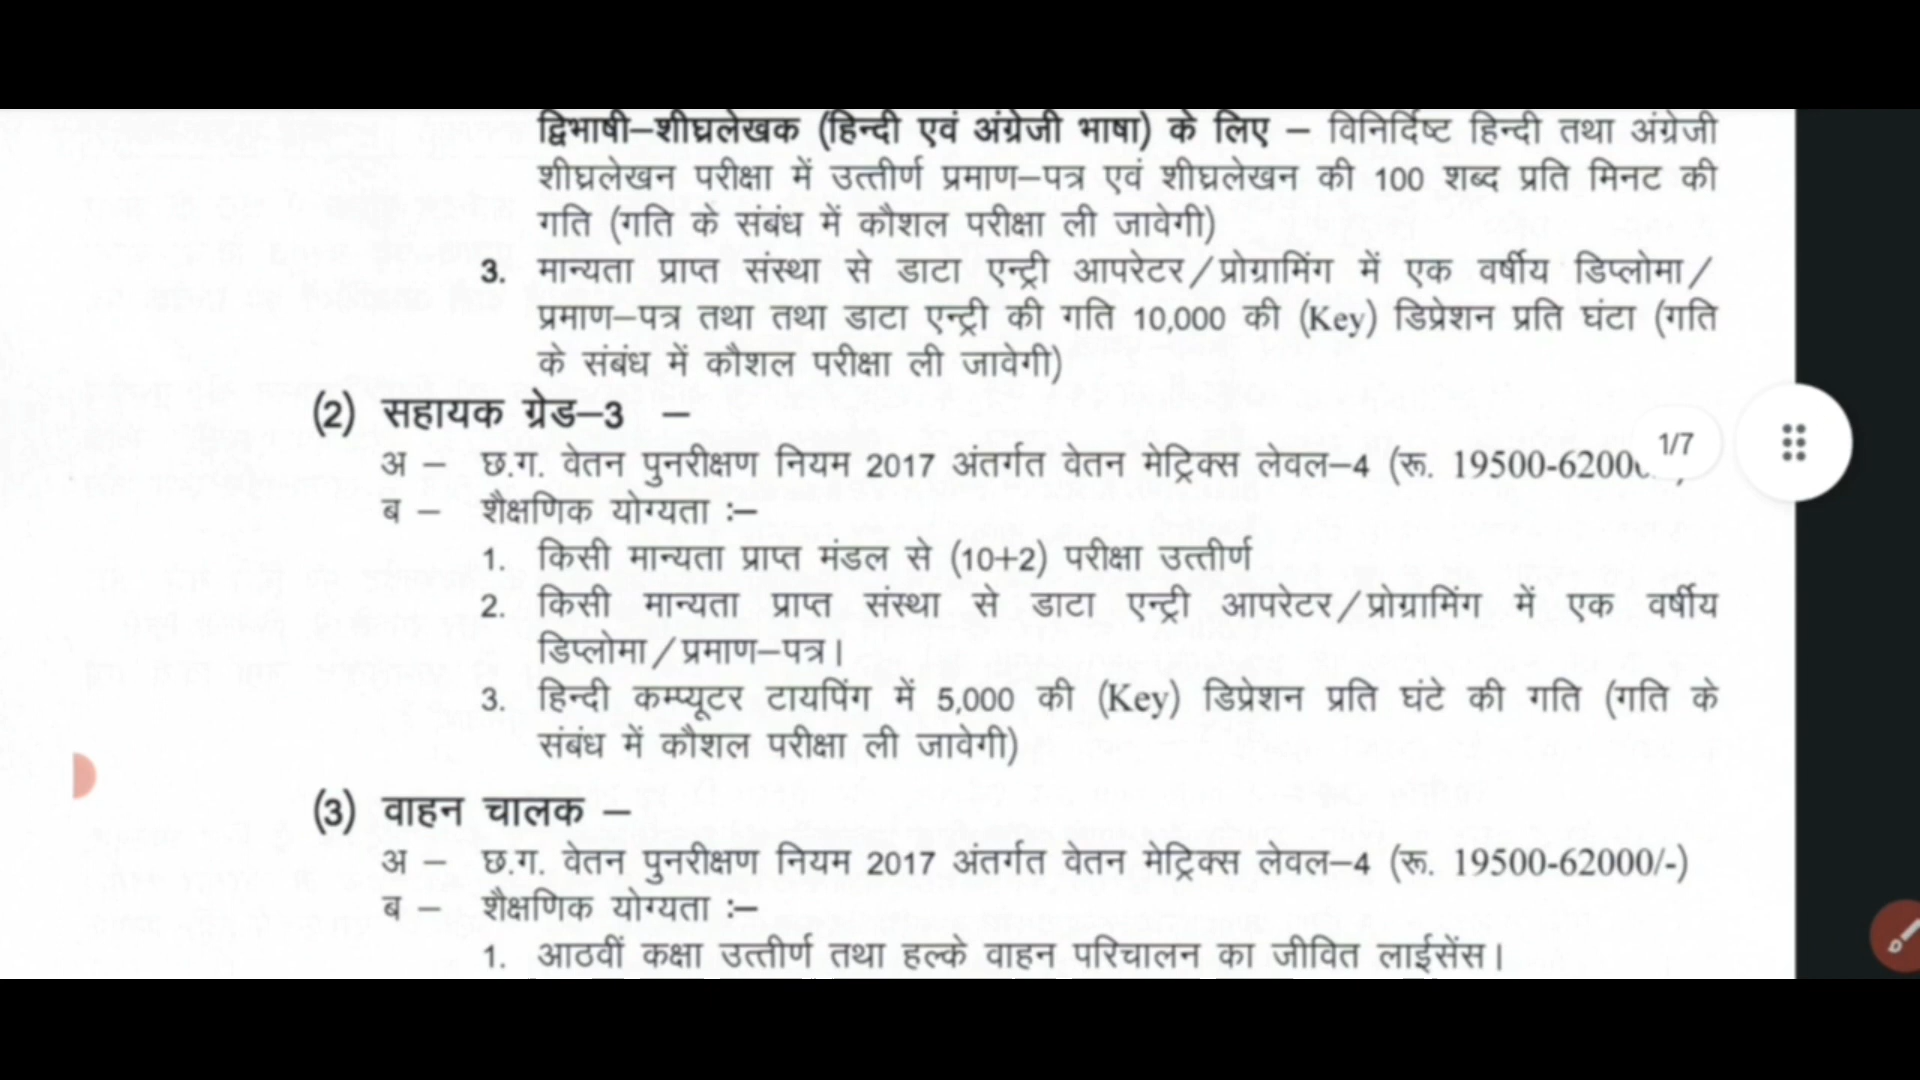 द्विभाषी–शीघ्रलेखक (हिन्दी एवं अंग्रेजी भाषा) के लिए – विनिर्दिष्ट हिन्दी तथा अंग्रेजी
शीघ्रलेखन परीक्षा में उत्तीर्ण प्रमाण–पत्र एवं शीघ्रलेखन की 100 शब्द प्रति मिनट की
गति (गति के संबंध में कौशल परीक्षा ली जावेगी)
3. मान्यता प्राप्त संस्था से डाटा एन्ट्री आपरेटर/प्रोग्रामिंग में एक वर्षीय डिप्लोमा/
प्रमाण–पत्र तथा तथा डाटा एन्ट्री की गति 10,000 की (Key) डिप्रेशन प्रति घंटा (गति
के संबंध में कौशल परीक्षा ली जावेगी)
(2) सहायक ग्रेड–3 –
अ – छ.ग. वेतन पुनरीक्षण नियम 2017 अंतर्गत वेतन मेट्रिक्स लेवल–4 (रू. 19500-62000
1/7
ब – शैक्षणिक योग्यता :–
1. किसी मान्यता प्राप्त मंडल से (10+2) परीक्षा उत्तीर्ण
2. किसी मान्यता प्राप्त संस्था से डाटा एन्ट्री आपरेटर/प्रोग्रामिंग में एक वर्षीय
डिप्लोमा/प्रमाण–पत्र।
3. हिन्दी कम्प्यूटर टायपिंग में 5,000 की (Key) डिप्रेशन प्रति घंटे की गति (गति के
संबंध में कौशल परीक्षा ली जावेगी)
(3) वाहन चालक –
अ – छ.ग. वेतन पुनरीक्षण नियम 2017 अंतर्गत वेतन मेट्रिक्स लेवल–4 (रू. 19500-62000/-)
ब – शैक्षणिक योग्यता :–
1. आठवीं कक्षा उत्तीर्ण तथा हल्के वाहन परिचालन का जीवित लाईसेंस।